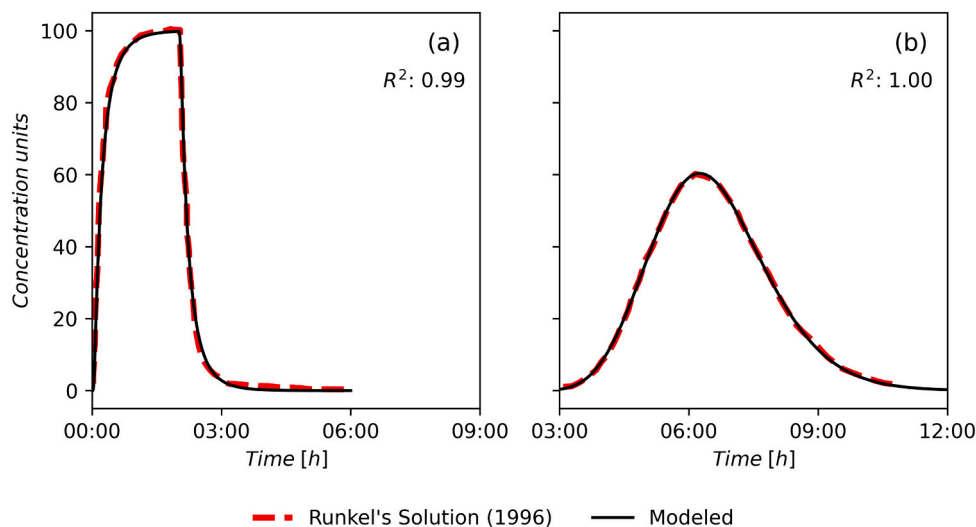 (a)
R²: 0.99
100
80
60
40
20
0
Concentration units
00:00 03:00 06:00 09:00
Time [h]
(b)
R²: 1.00
03:00 06:00 09:00 12:00
Time [h]
Runkel's Solution (1996) Modeled